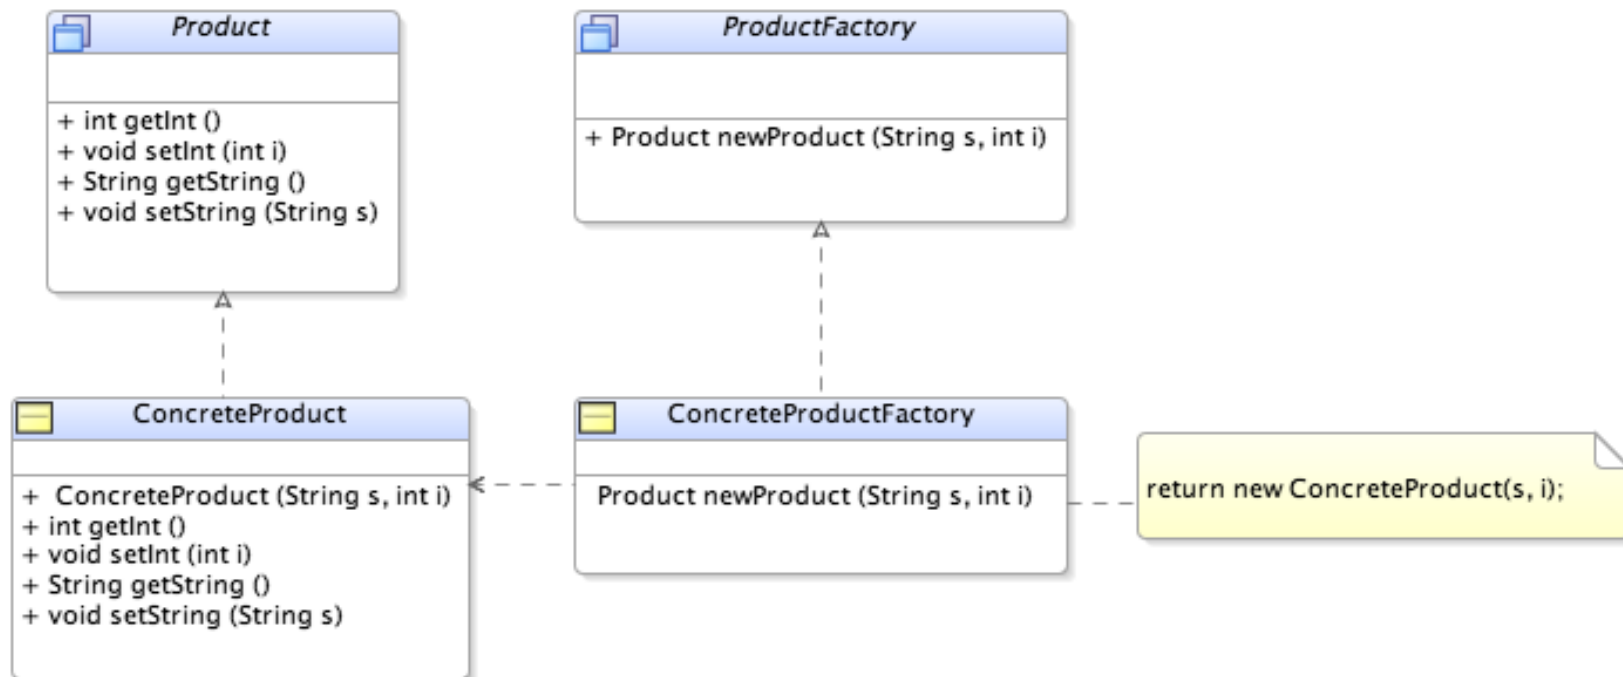 Product
+ int getInt ()
+ void setInt (int i)
+ String getString ()
+ void setString (String s)
ProductFactory
+ Product newProduct (String s, int i)
ConcreteProduct
+ ConcreteProduct (String s, int i)
+ int getInt ()
+ void setInt (int i)
+ String getString ()
+ void setString (String s)
ConcreteProductFactory
Product newProduct (String s, int i)
return new ConcreteProduct(s, i);